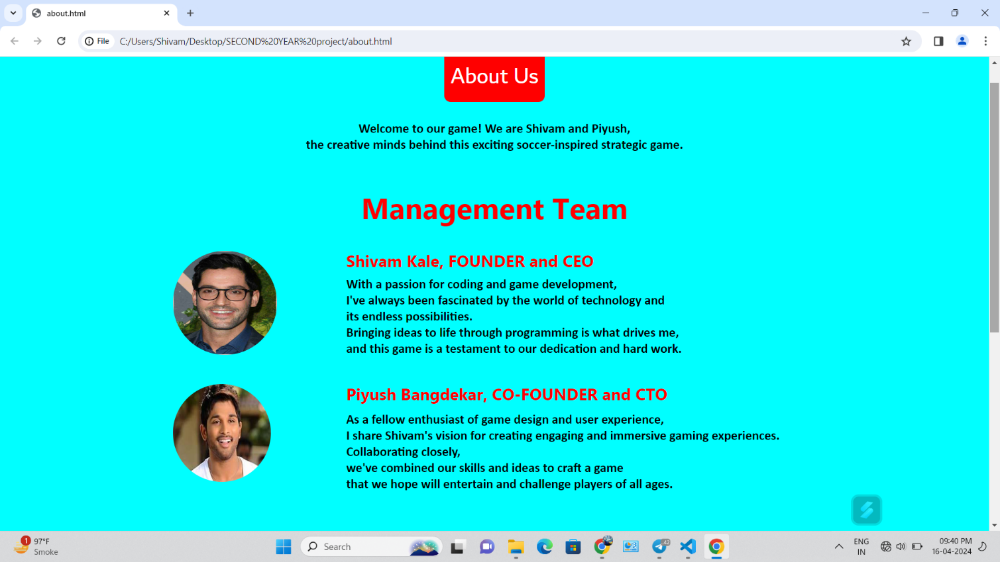 about.html
File
C:/Users/Shivam/Desktop/SECOND%20YEAR%20project/about.html
About Us
Welcome to our game! We are Shivam and Piyush,
the creative minds behind this exciting soccer-inspired strategic game.
Management Team
Shivam Kale, FOUNDER and CEO
With a passion for coding and game development,
I've always been fascinated by the world of technology and
its endless possibilities.
Bringing ideas to life through programming is what drives me,
and this game is a testament to our dedication and hard work.
Piyush Bangdekar, CO-FOUNDER and CTO
As a fellow enthusiast of game design and user experience,
I share Shivam's vision for creating engaging and immersive gaming experiences.
Collaborating closely,
we've combined our skills and ideas to craft a game
that we hope will entertain and challenge players of all ages.
1
97°F
Smoke
Search
42
ENG
IN
09:40 PM
16-04-2024